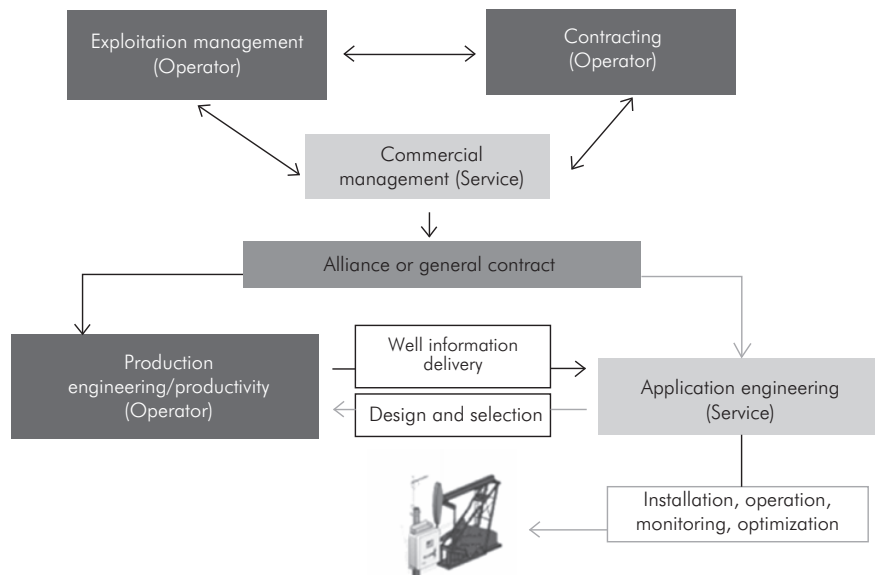 Exploitation management
(Operator)
Contracting
(Operator)
Commercial
management (Service)
Alliance or general contract
Production
engineering/productivity
(Operator)
Well information
delivery
Design and selection
Application engineering
(Service)
Installation, operation,
monitoring, optimization